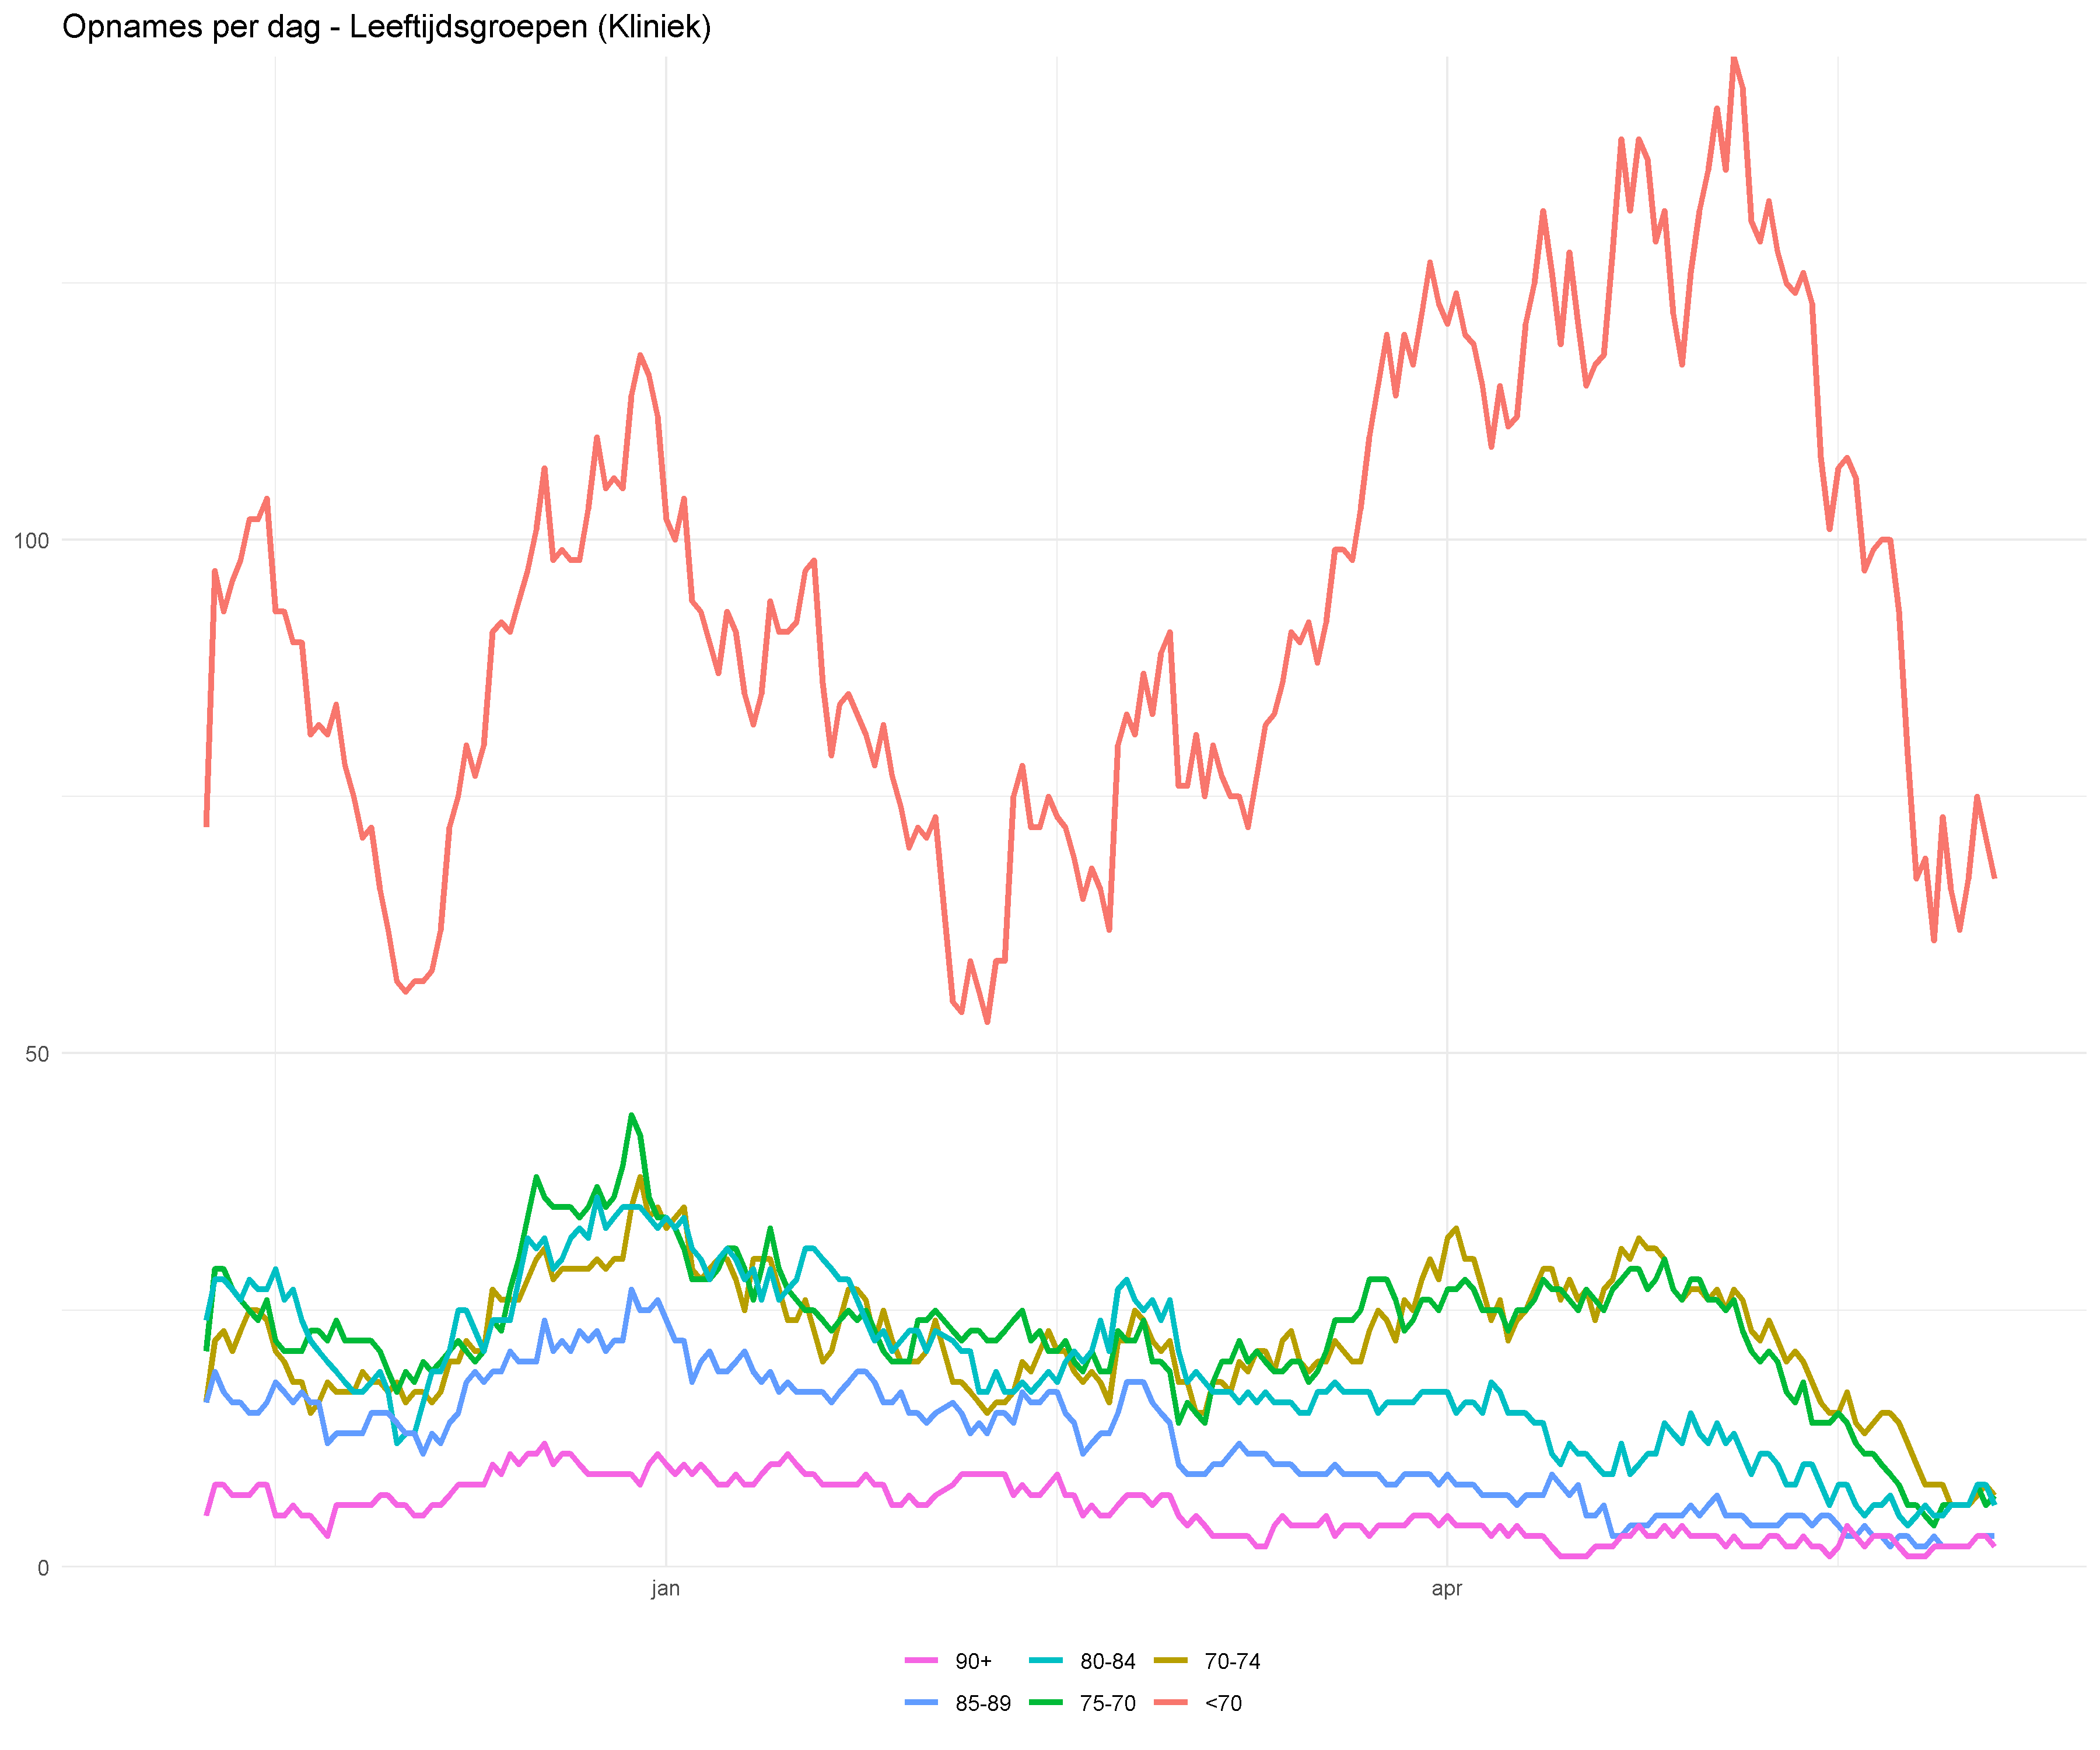 Opnames per dag - Leeftijdsgroepen (Kliniek)
100
50
0
jan apr
90+ 80-84 70-74
85-89 75-70 <70